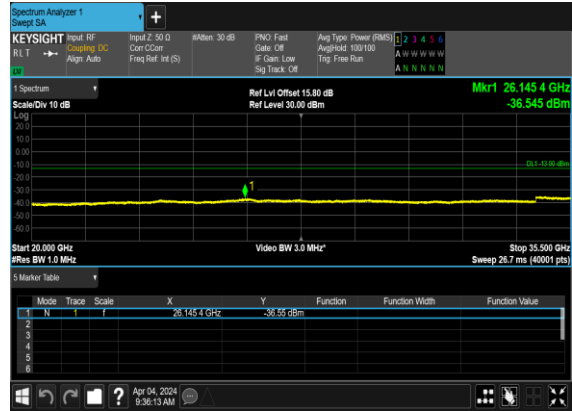 Spectrum Analyzer 1
Swept SA
+
KEYSIGHT Input: RF Input Z: 50 Ω #Atten: 30 dB PNO: Fast Avg Type: Power (RMS) 1 2 3 4 5 6
RLT Coupling: DC Corr CCorr Gate: Off Avg|Hold: 100/100 A W W W W W
Align: Auto Freq Ref: Int (S) IF Gain: Low Trig: Free Run
Sig Track: Off A N N N N N
1 Spectrum Ref Lvl Offset 15.80 dB Mkr1 26.145 4 GHz
Scale/Div 10 dB Ref Level 30.00 dBm -36.545 dBm
Log
20.0
10.0
0.00
-10.0 DL1 -13.00 dBm
-20.0
-30.0 1
-40.0
-50.0
-60.0
Start 20.000 GHz Video BW 3.0 MHz* Stop 35.500 GHz
#Res BW 1.0 MHz Sweep 26.7 ms (40001 pts)
5 Marker Table
Mode Trace Scale X Y Function Function Width Function Value
1 N 1 f 26.145 4 GHz -36.55 dBm
2
3
4
5
6
? Apr 04, 2024
9:36:13 AM